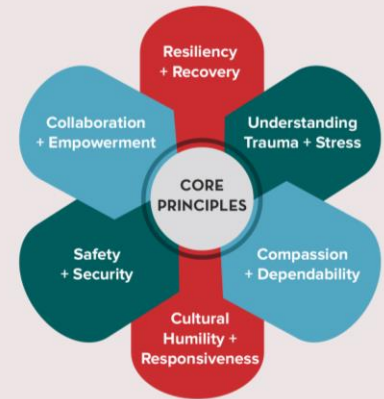 Resiliency
+ Recovery
Understanding
Trauma + Stress
Compassion
+ Dependability
Cultural
Humility +
Responsiveness
Safety
+ Security
Collaboration
+ Empowerment
CORE
PRINCIPLES